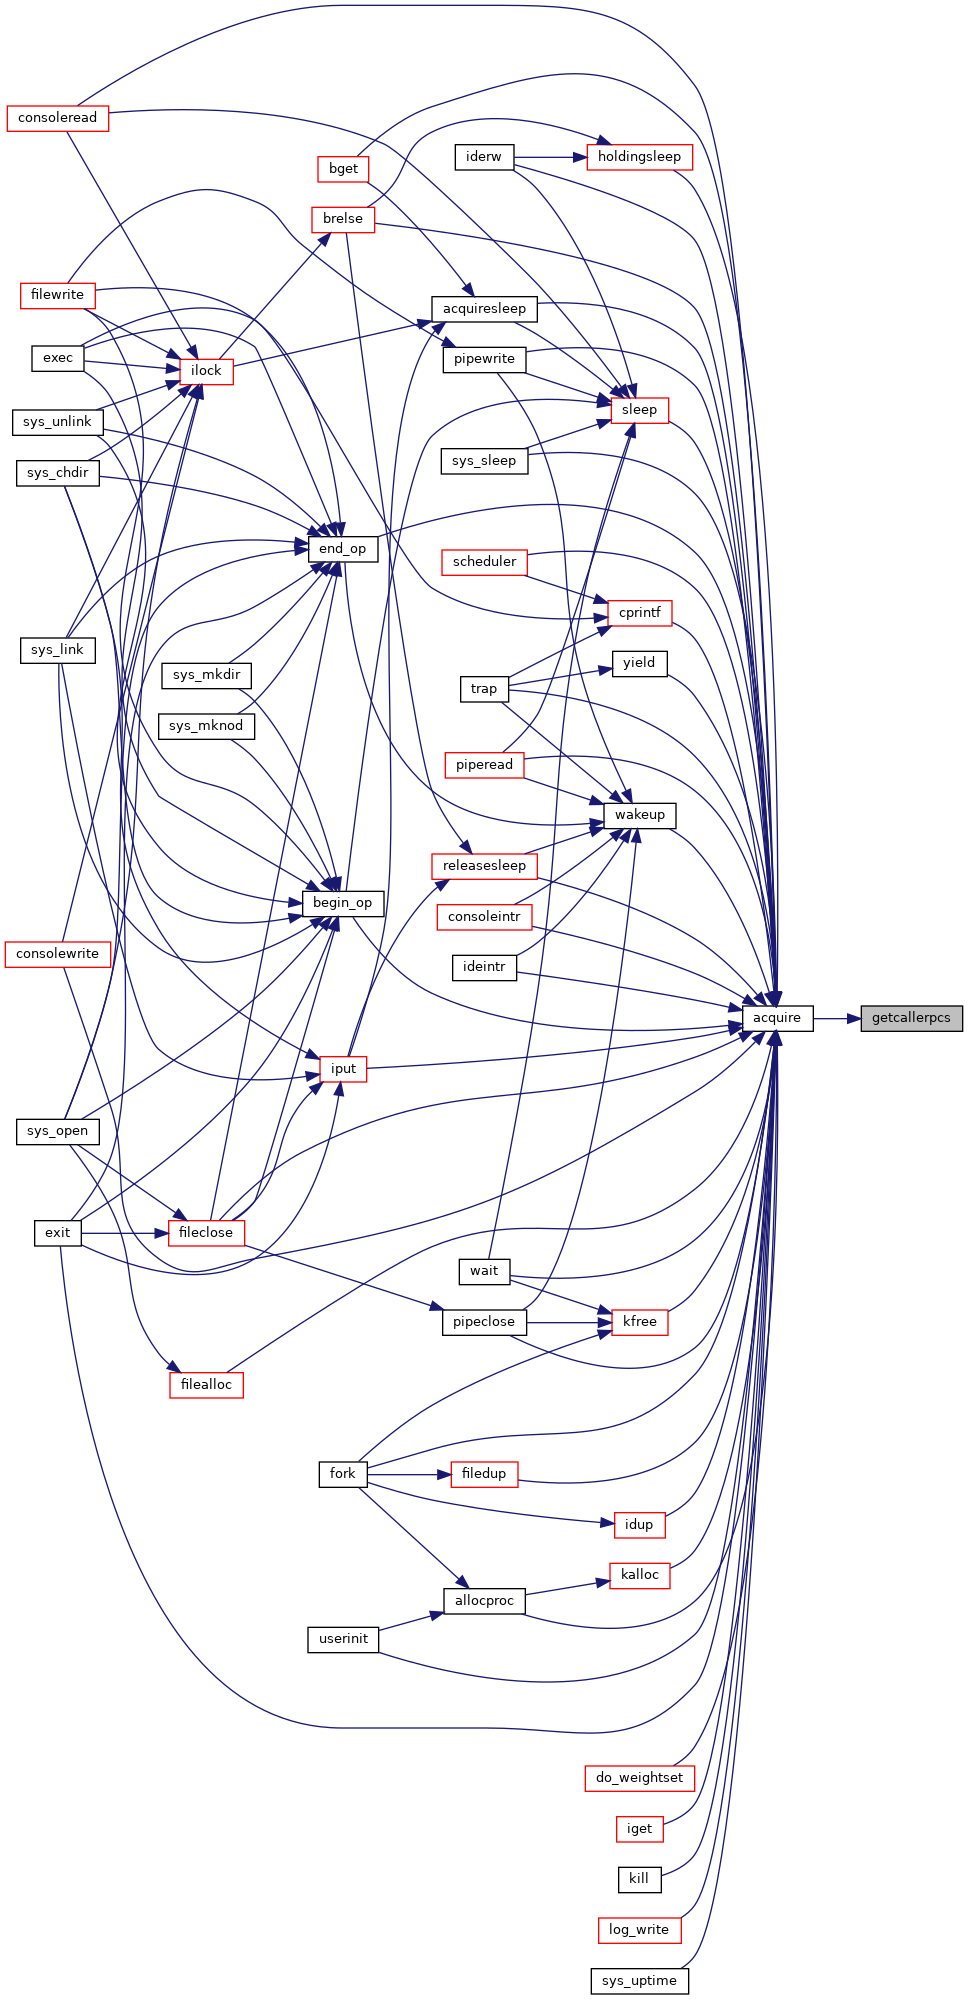 consoleread
iderw
holdingsleep
bget
brelse
filewrite
acquiresleep
exec
pipewrite
ilock
sleep
sys_unlink
sys_sleep
sys_chdir
end_op
scheduler
cprintf
sys_link
yield
sys_mkdir
trap
sys_mknod
piperead
wakeup
releasesleep
begin_op
consoleintr
consolewrite
ideintr
acquire
getcallerpcs
iput
sys_open
exit
fileclose
wait
pipeclose
kfree
filealloc
fork
filedup
idup
kalloc
allocproc
userinit
do_weightset
iget
kill
log_write
sys_uptime